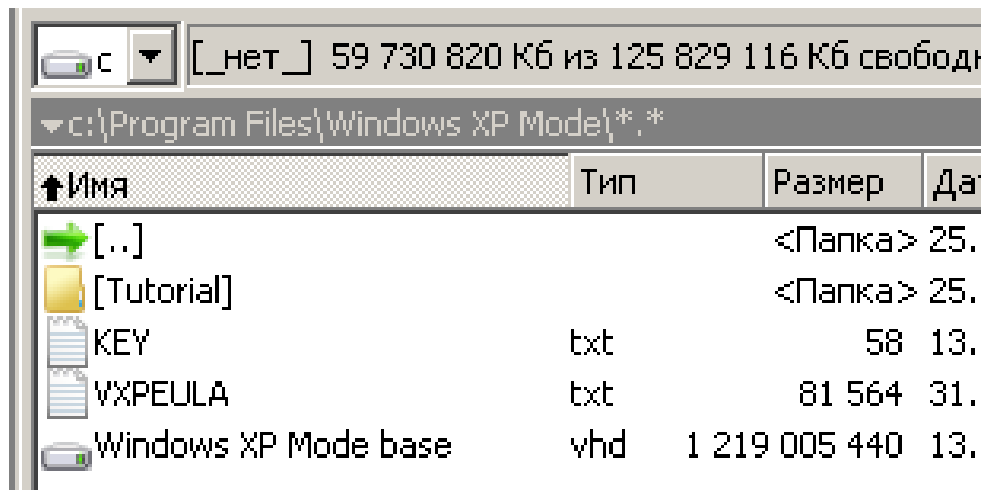 c [_нет_] 59 730 820 Кб из 125 829 116 Кб
c:\Program Files\Windows XP Mode\*.*
Имя Тип Размер
[..] <Папка> 25.
[Tutorial] <Папка> 25.
KEY txt 58 13.
VXPEULA txt 81 564 31.
Windows XP Mode base vhd 1 219 005 440 13.